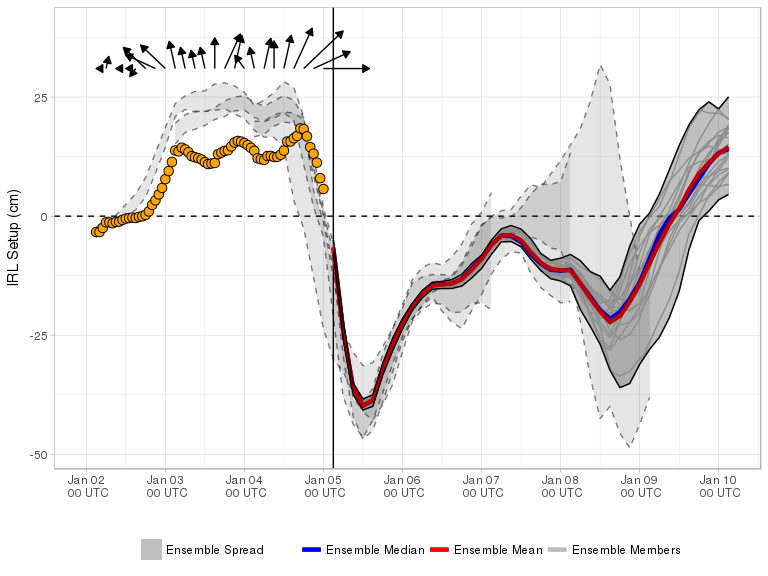 IRL Setup (cm)
25
0
-25
-50
Jan 02 Jan 03 Jan 04 Jan 05 Jan 06 Jan 07 Jan 08 Jan 09 Jan 10
00 UTC 00 UTC 00 UTC 00 UTC 00 UTC 00 UTC 00 UTC 00 UTC 00 UTC
Ensemble Spread Ensemble Median Ensemble Mean Ensemble Members